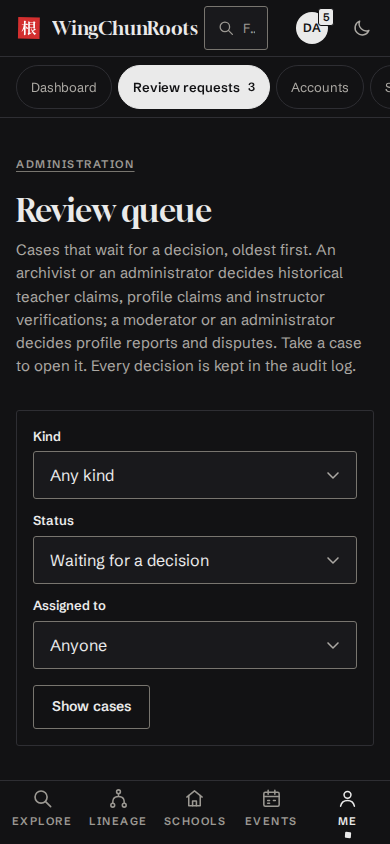 根 WingChunRoots F.. DA 5
Dashboard Review requests 3 Accounts
ADMINISTRATION
Review queue
Cases that wait for a decision, oldest first. An
archivist or an administrator decides historical
teacher claims, profile claims and instructor
verifications; a moderator or an administrator
decides profile reports and disputes. Take a case
to open it. Every decision is kept in the audit log.
Kind
Any kind
Status
Waiting for a decision
Assigned to
Anyone
Show cases
EXPLORE LINEAGE SCHOOLS EVENTS ME